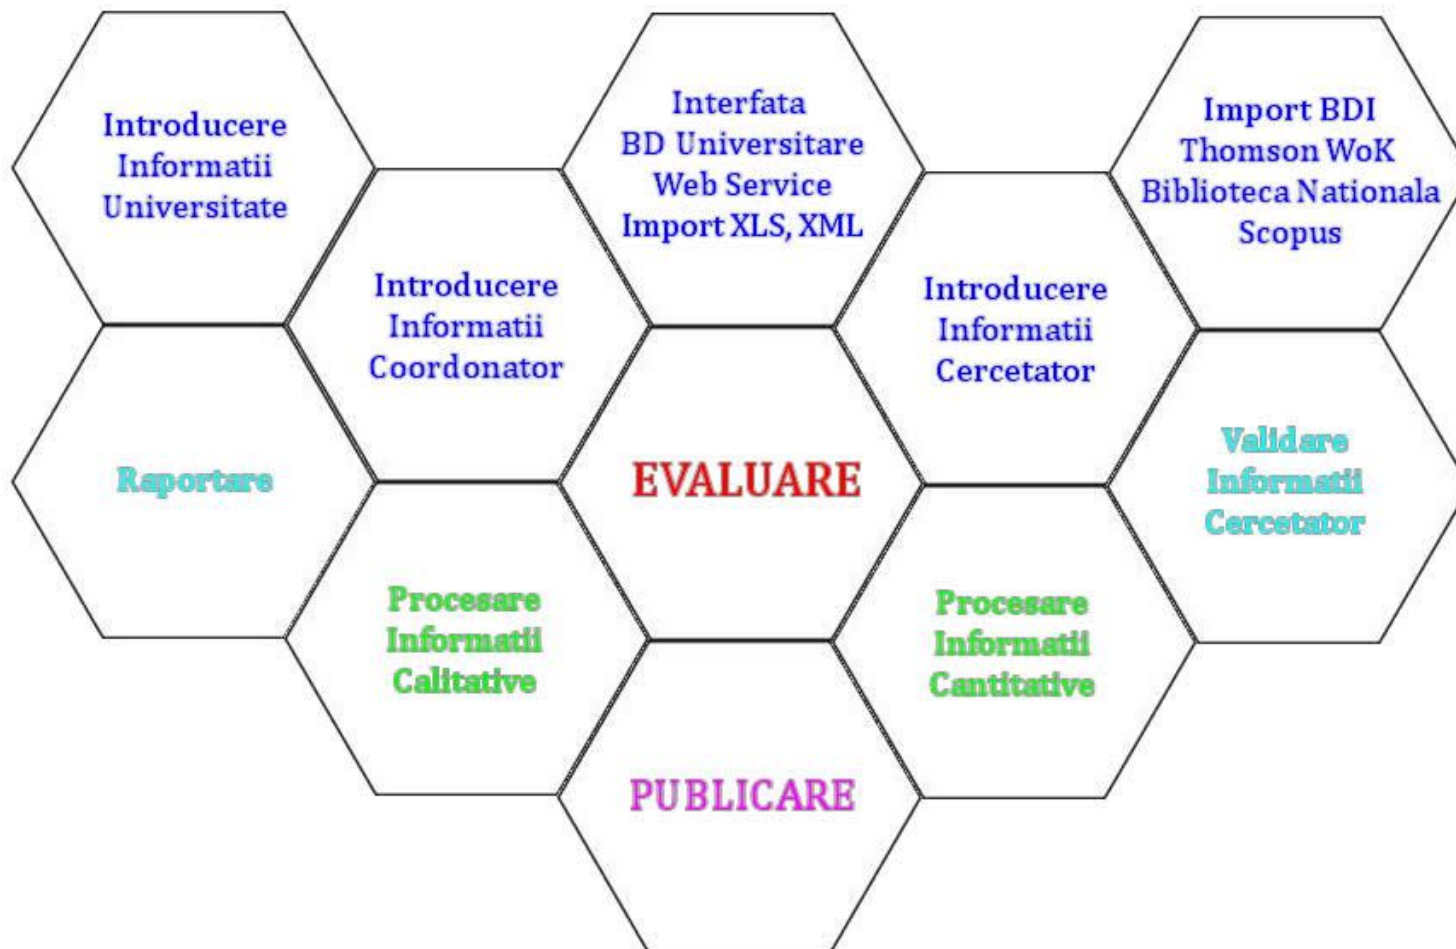 Introducere
Informatii
Universitate
Interfata
BD Universitare
Web Service
Import XLS, XML
Import BDI
Thomson WoK
Biblioteca Nationala
Scopus
Introducere
Informatii
Coordonator
Introducere
Informatii
Cercetator
Raportare
EVALUARE
Validare
Informatii
Cercetator
Procesare
Informatii
Calitative
Procesare
Informatii
Cantitative
PUBLICARE